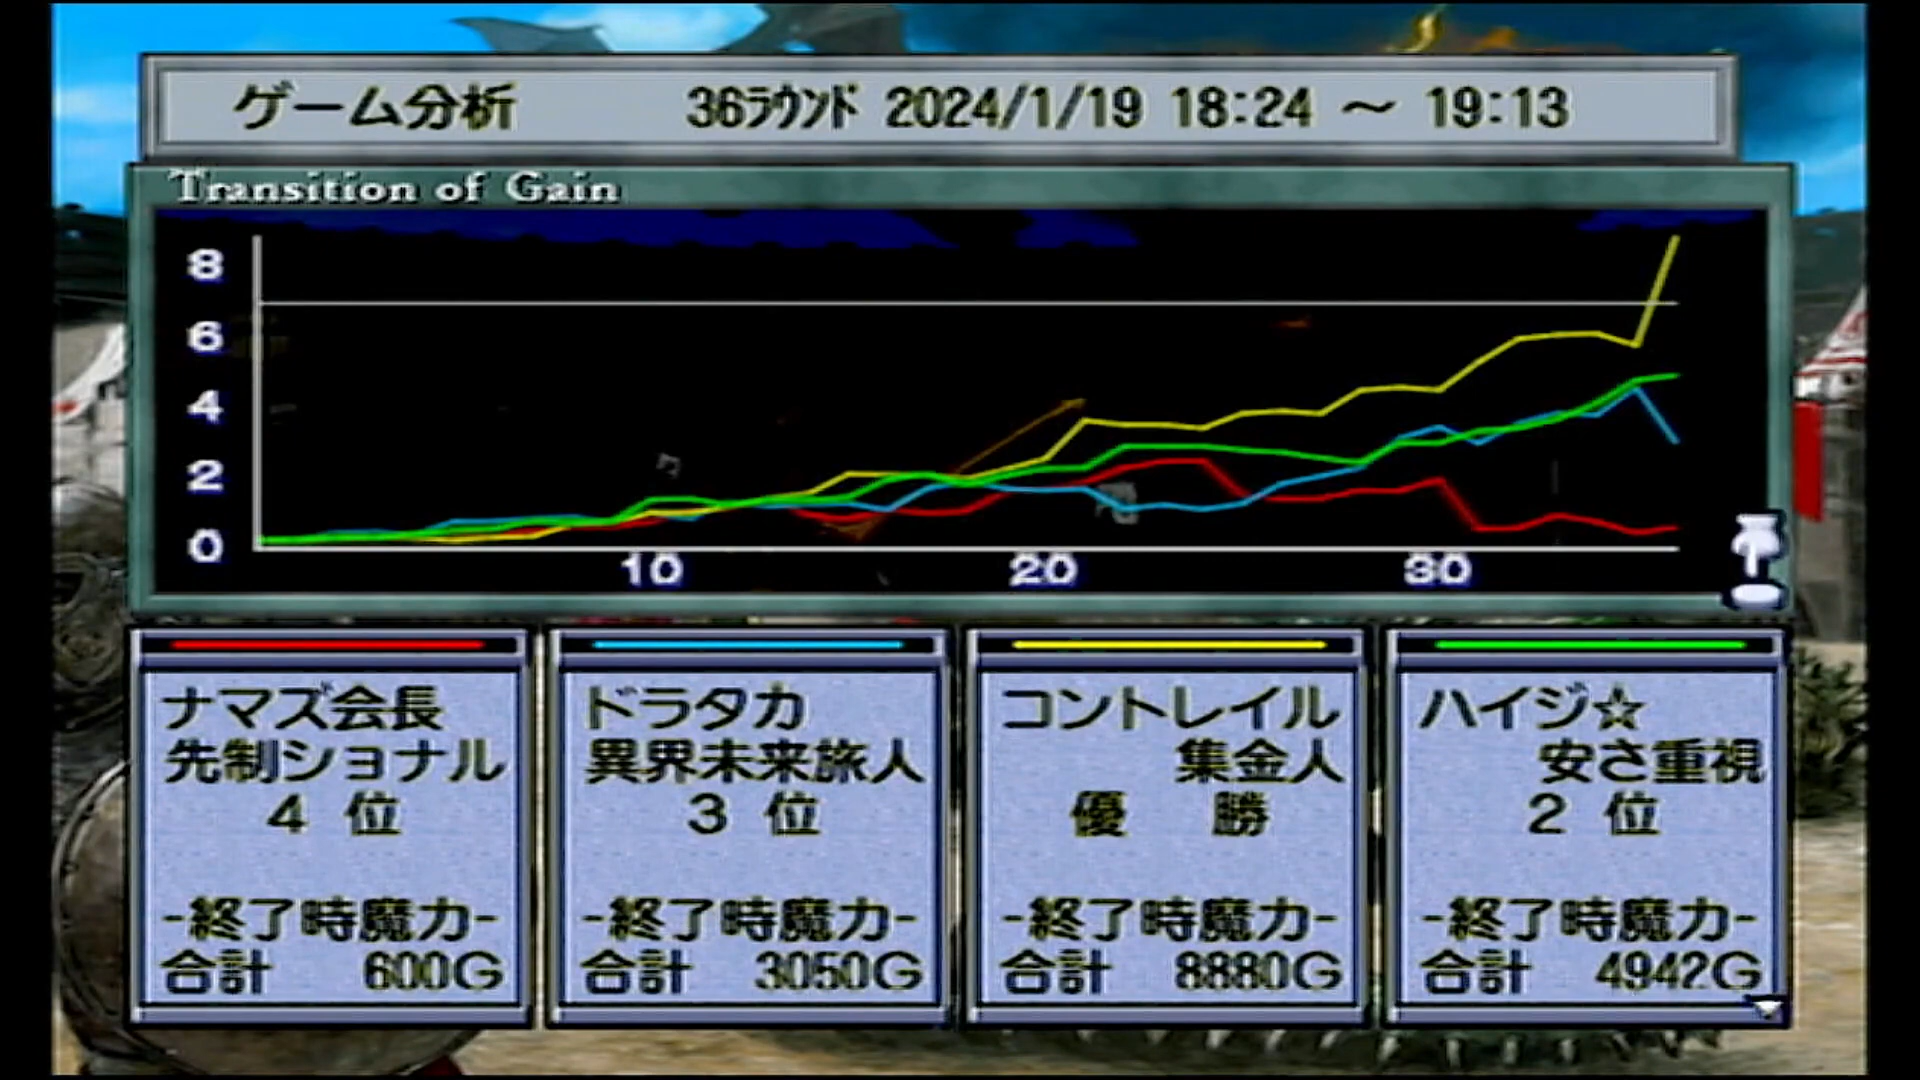 ゲーム分析 36ラウンド 2024/1/19 18:24 ～ 19:13
Transition of Gain
8
6
4
2
0
10 20 30
ナマズ会長
先制ショナル
4 位
-終了時魔力-
合計 600G
ドラタカ
異界未来旅人
3 位
-終了時魔力-
合計 3050G
コントレイル
集金人
優 勝
-終了時魔力-
合計 8880G
ハイジ☆
安さ重視
2 位
-終了時魔力-
合計 4942G